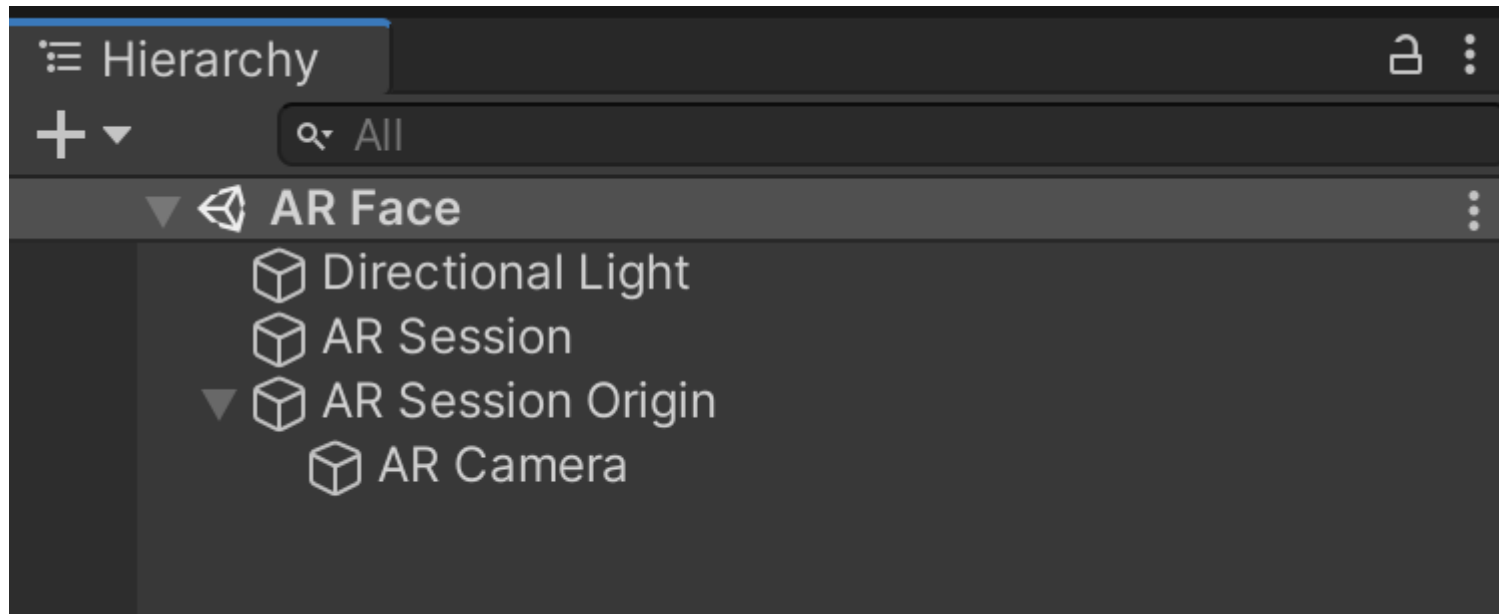 Hierarchy
All
AR Face
Directional Light
AR Session
AR Session Origin
AR Camera